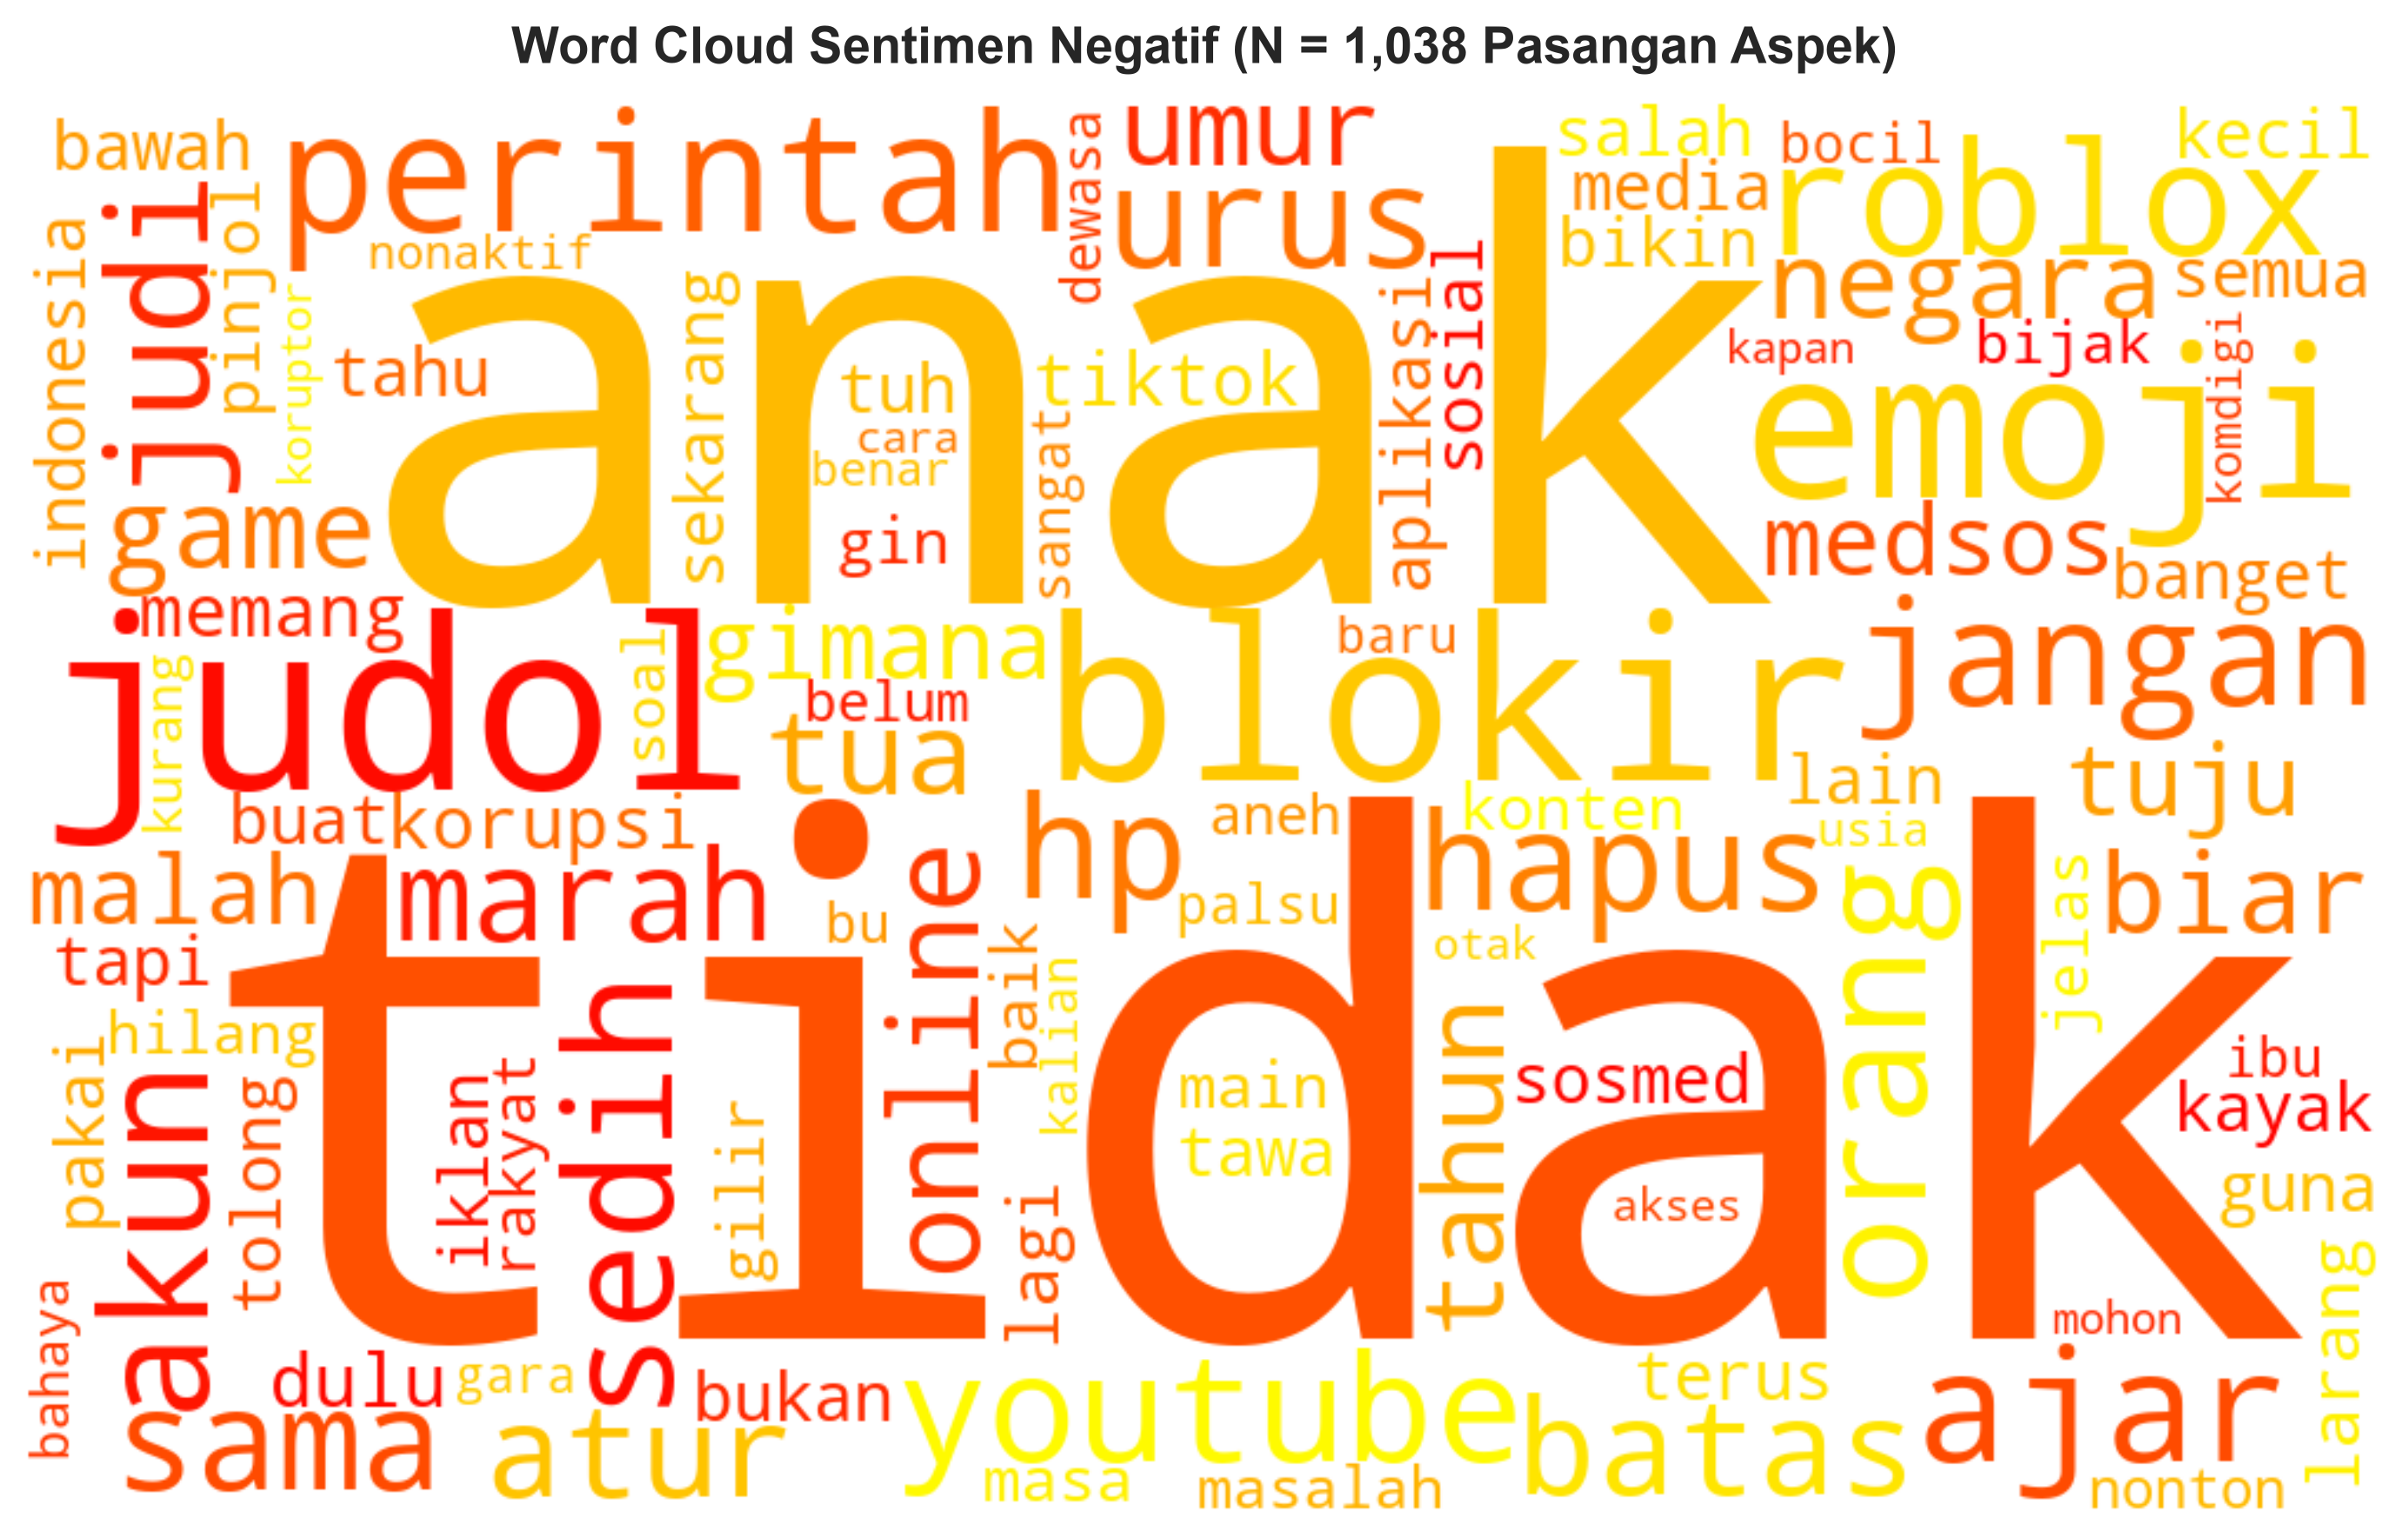 Word Cloud Sentimen Negatif (N = 1,038 Pasangan Aspek)
bawah
perintah
dewasa
umur
salah
bocil
kecil
indonesia
judi
pinjol
nonaktif
urus
media
bikin
roblox
koruptor
tahu
anak
sekarang
tuh
cara
benar
gin
tiktok
sangat
aplikasi
sosial
negara
semua
kapan
bijak
komdigi
emoji
game
medsos
banget
memang
judol
kurang
soal
gimana
belum
tua
blokir
baru
jangan
lain
tuju
buat
korupsi
hp
aneh
konten
usia
hapus
malah
marah
bu
online
palsu
otak
orang
jelas
biar
tapi
tidak
baik
kalian
hilang
pakai
akun
tolong
iklan
rakyat
sedih
gilir
lagi
main
tawa
tahun
sosmed
akses
ibu
kayak
guna
mohon
larang
bahaya
dulu
gara
bukan
youtube
terus
ajar
sama
atur
masa
masalah
batas
nonton